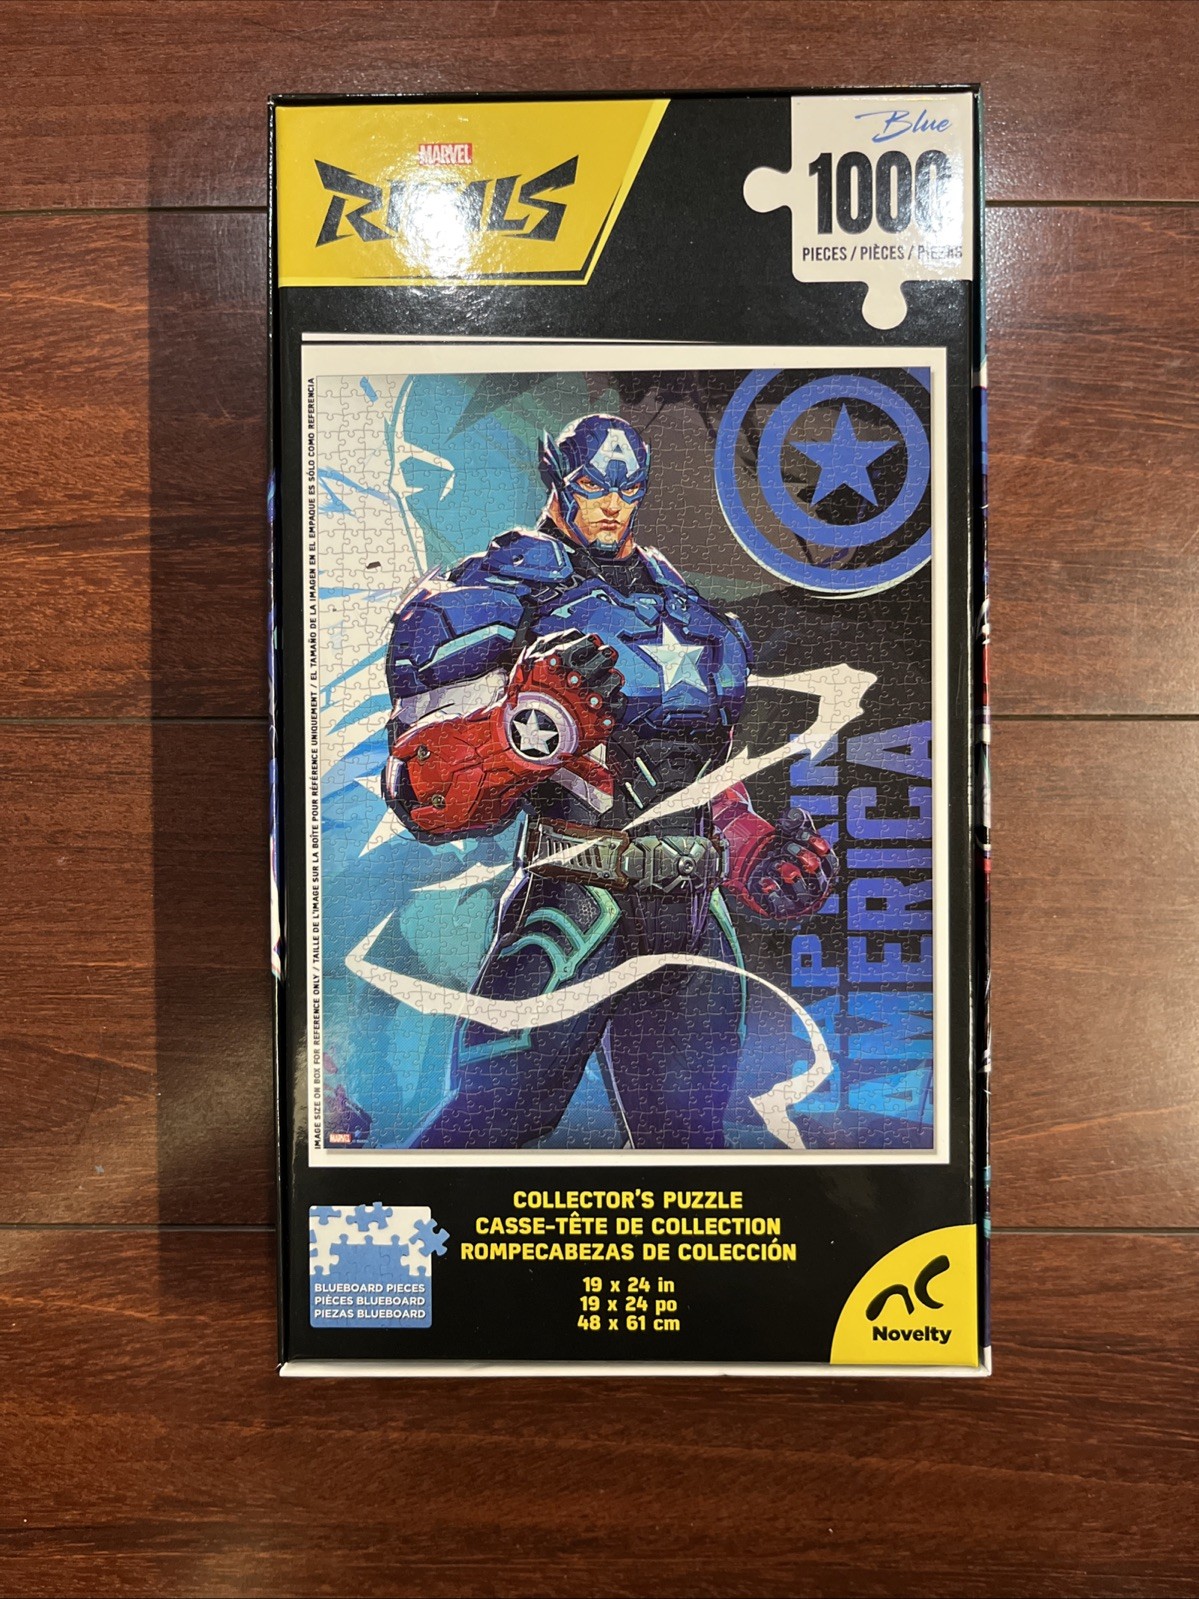 MARVEL
RIVALS
Blue
1000
PIECES / PIÈCES / PIEZAS
IMAGE SIZE ON BOX FOR REFERENCE ONLY / TAILLE DE L'IMAGE SUR LA BOÎTE POUR RÉFÉRENCE UNIQUEMENT / EL TAMAÑO DE LA IMAGEN EN EL EMPAQUE ES SÓLO COMO REFERENCIA
A
CAPTAIN
AMERICA
MARVEL
COLLECTOR'S PUZZLE
CASSE-TÊTE DE COLLECTION
ROMPECABEZAS DE COLECCIÓN
19 x 24 in
19 x 24 po
48 x 61 cm
BLUEBOARD PIECES
PIÈCES BLUEBOARD
PIEZAS BLUEBOARD
nc
Novelty